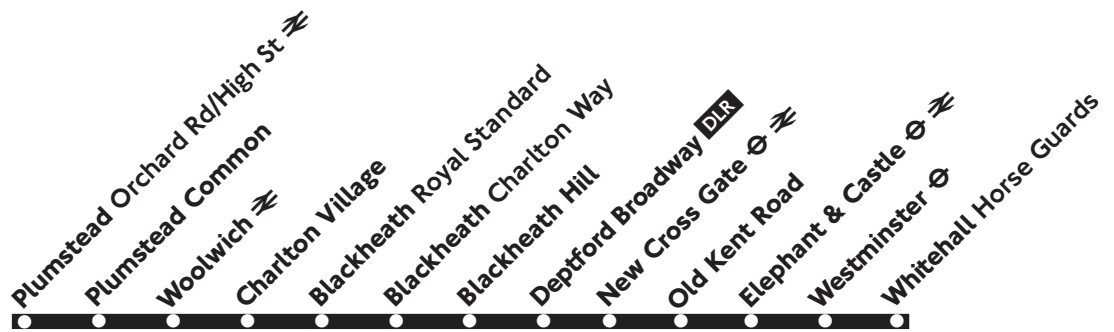 Plumstead Orchard Rd/High St
Plumstead Common
Woolwich
Charlton Village
Blackheath Royal Standard
Blackheath Charlton Way
Blackheath Hill
Deptford Broadway DLR
New Cross Gate
Old Kent Road
Elephant & Castle
Westminster
Whitehall Horse Guards